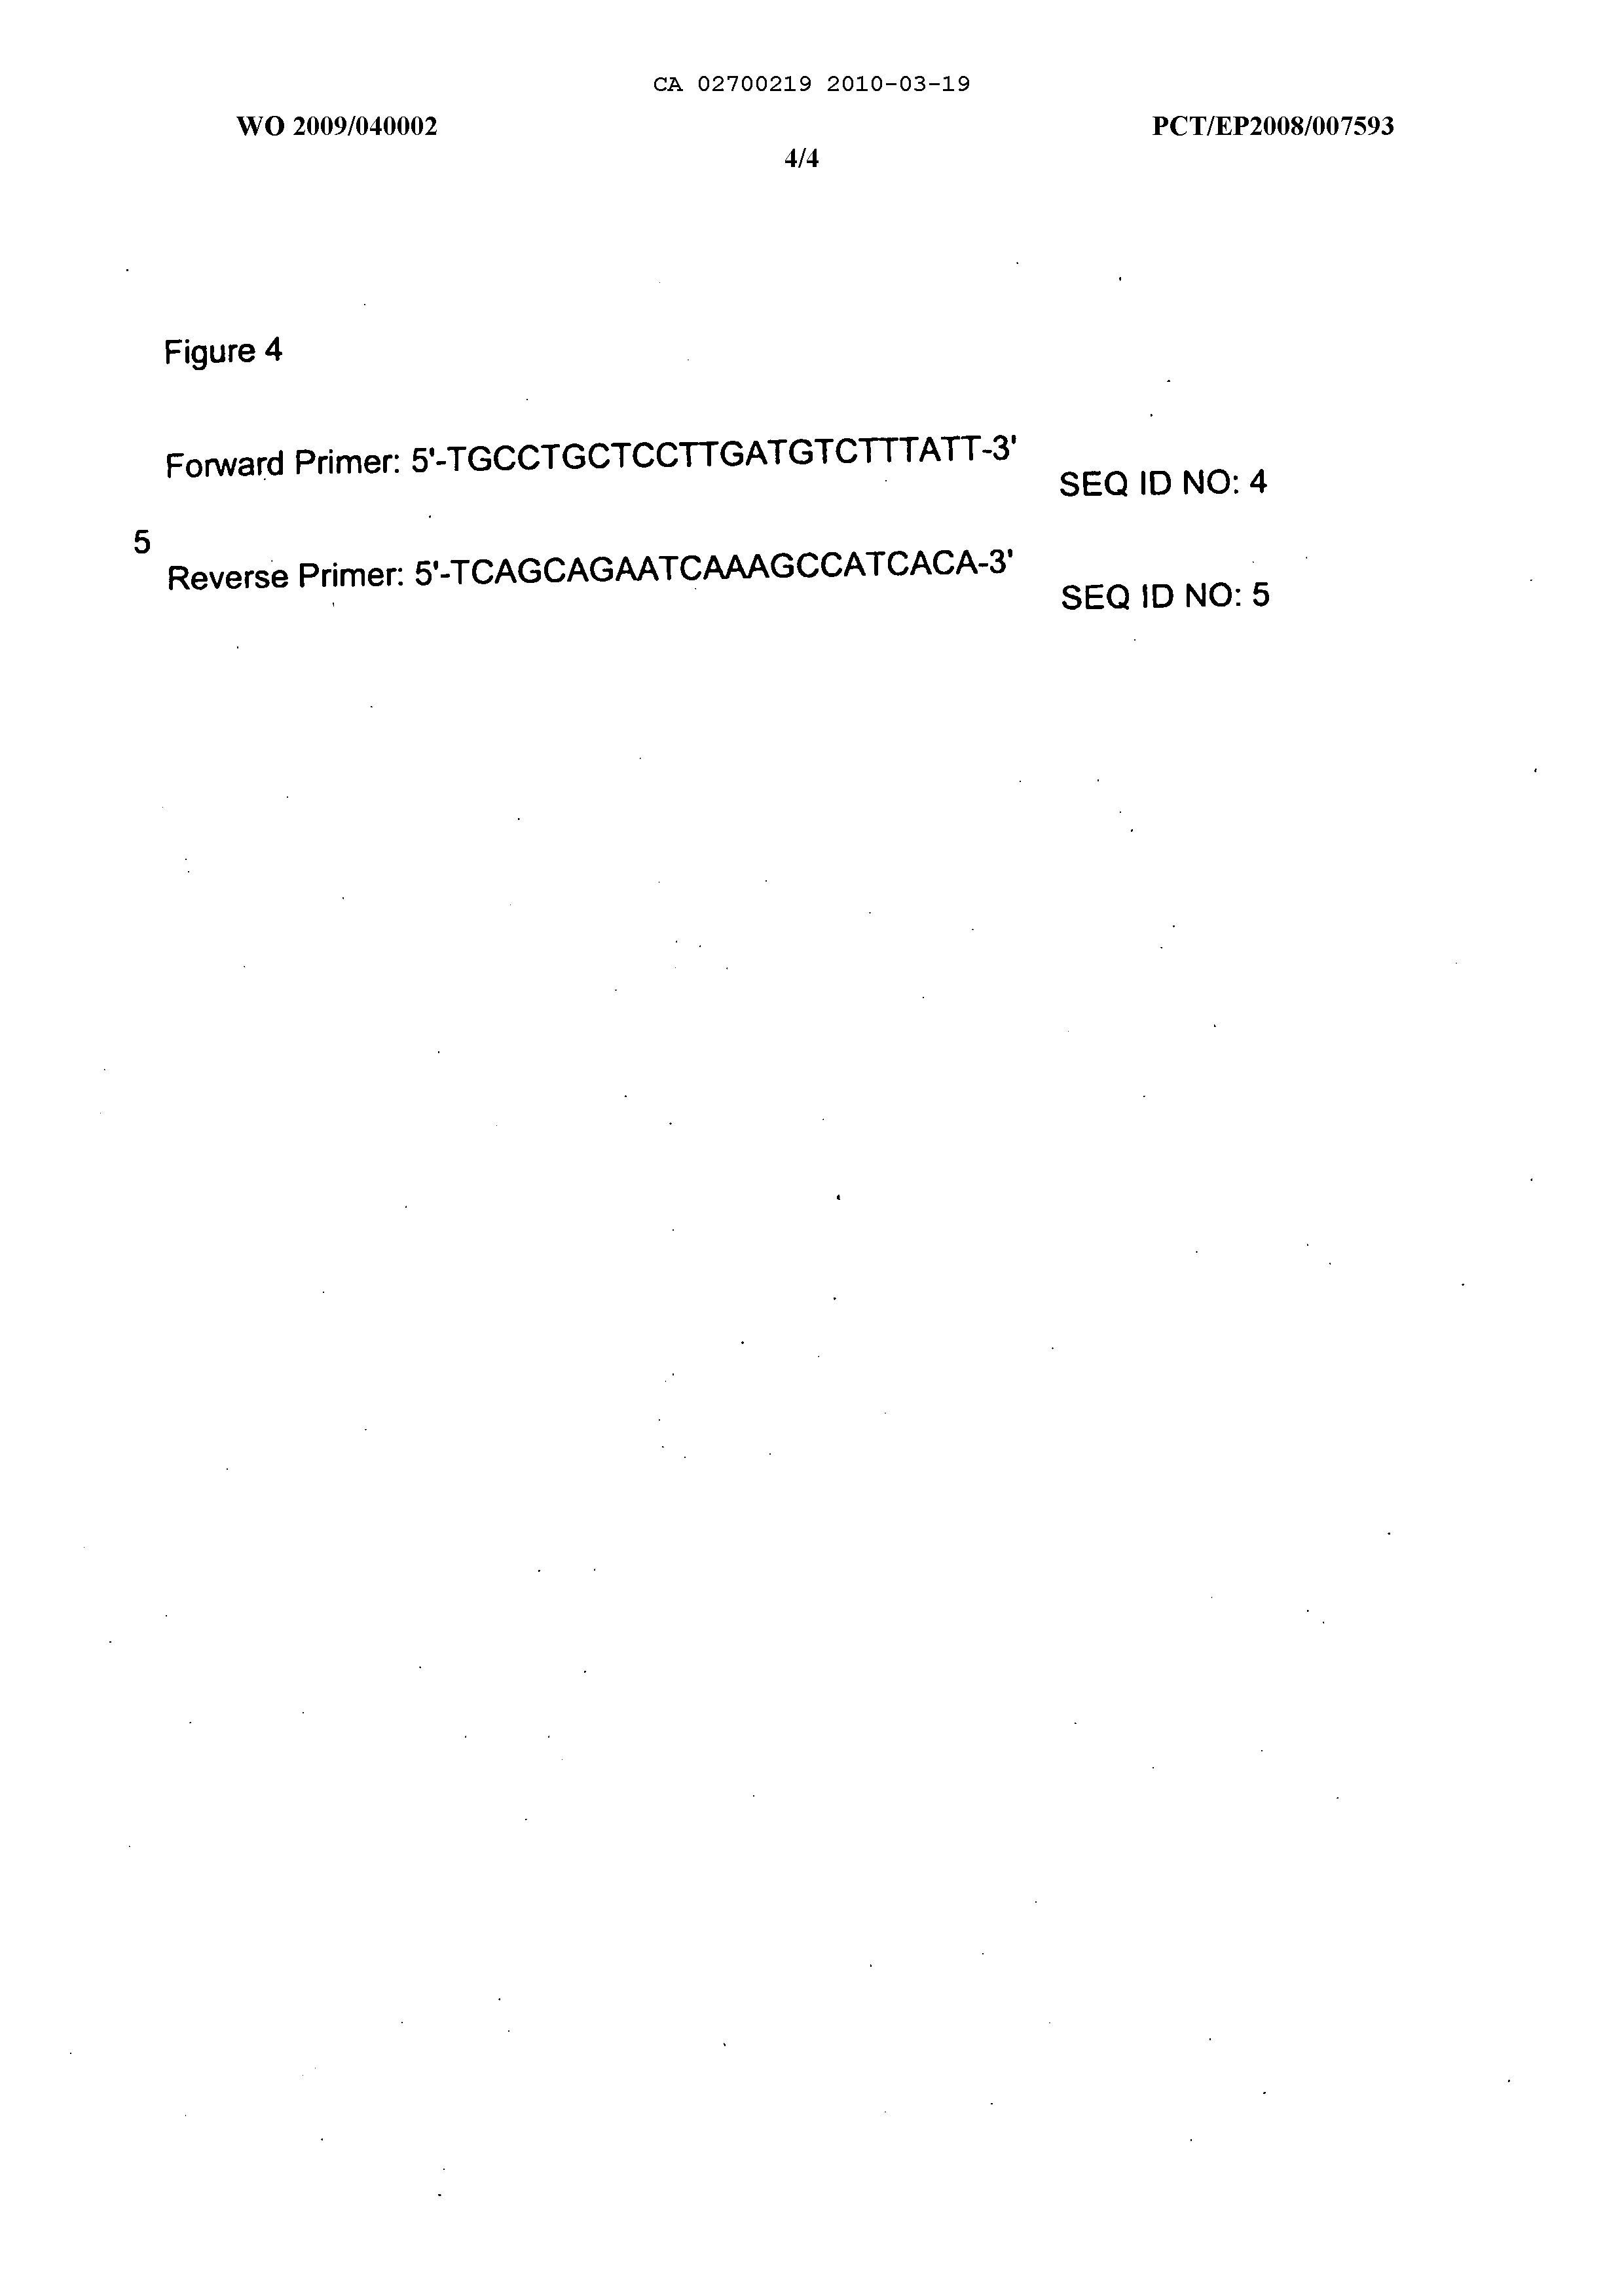 CA 02700219 2010-03-19
WO 2009/040002 PCT/EP2008/007593
4/4
Figure 4
Forward Primer: 5'-TGCCTGCTCCTTGATGTCTTTATT-3'
SEQ ID NO: 4
5
Reverse Primer: 5'-TCAGCAGAATCAAAGCCATCACA-3'
SEQ ID NO: 5